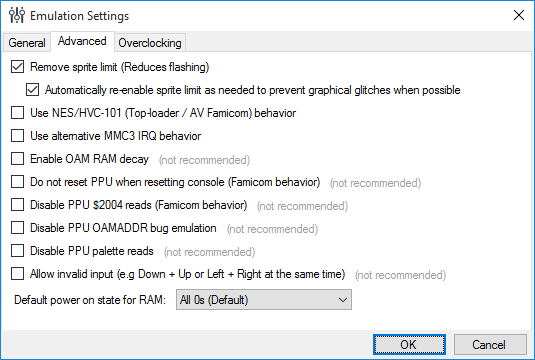 Emulation Settings
General Advanced Overclocking
Remove sprite limit (Reduces flashing)
Automatically re-enable sprite limit as needed to prevent graphical glitches when possible
Use NES/HVC-101 (Top-loader / AV Famicom) behavior
Use alternative MMC3 IRQ behavior
Enable OAM RAM decay (not recommended)
Do not reset PPU when resetting console (Famicom behavior) (not recommended)
Disable PPU $2004 reads (Famicom behavior) (not recommended)
Disable PPU OAMADDR bug emulation (not recommended)
Disable PPU palette reads (not recommended)
Allow invalid input (e.g Down + Up or Left + Right at the same time) (not recommended)
Default power on state for RAM: All 0s (Default)
OK Cancel